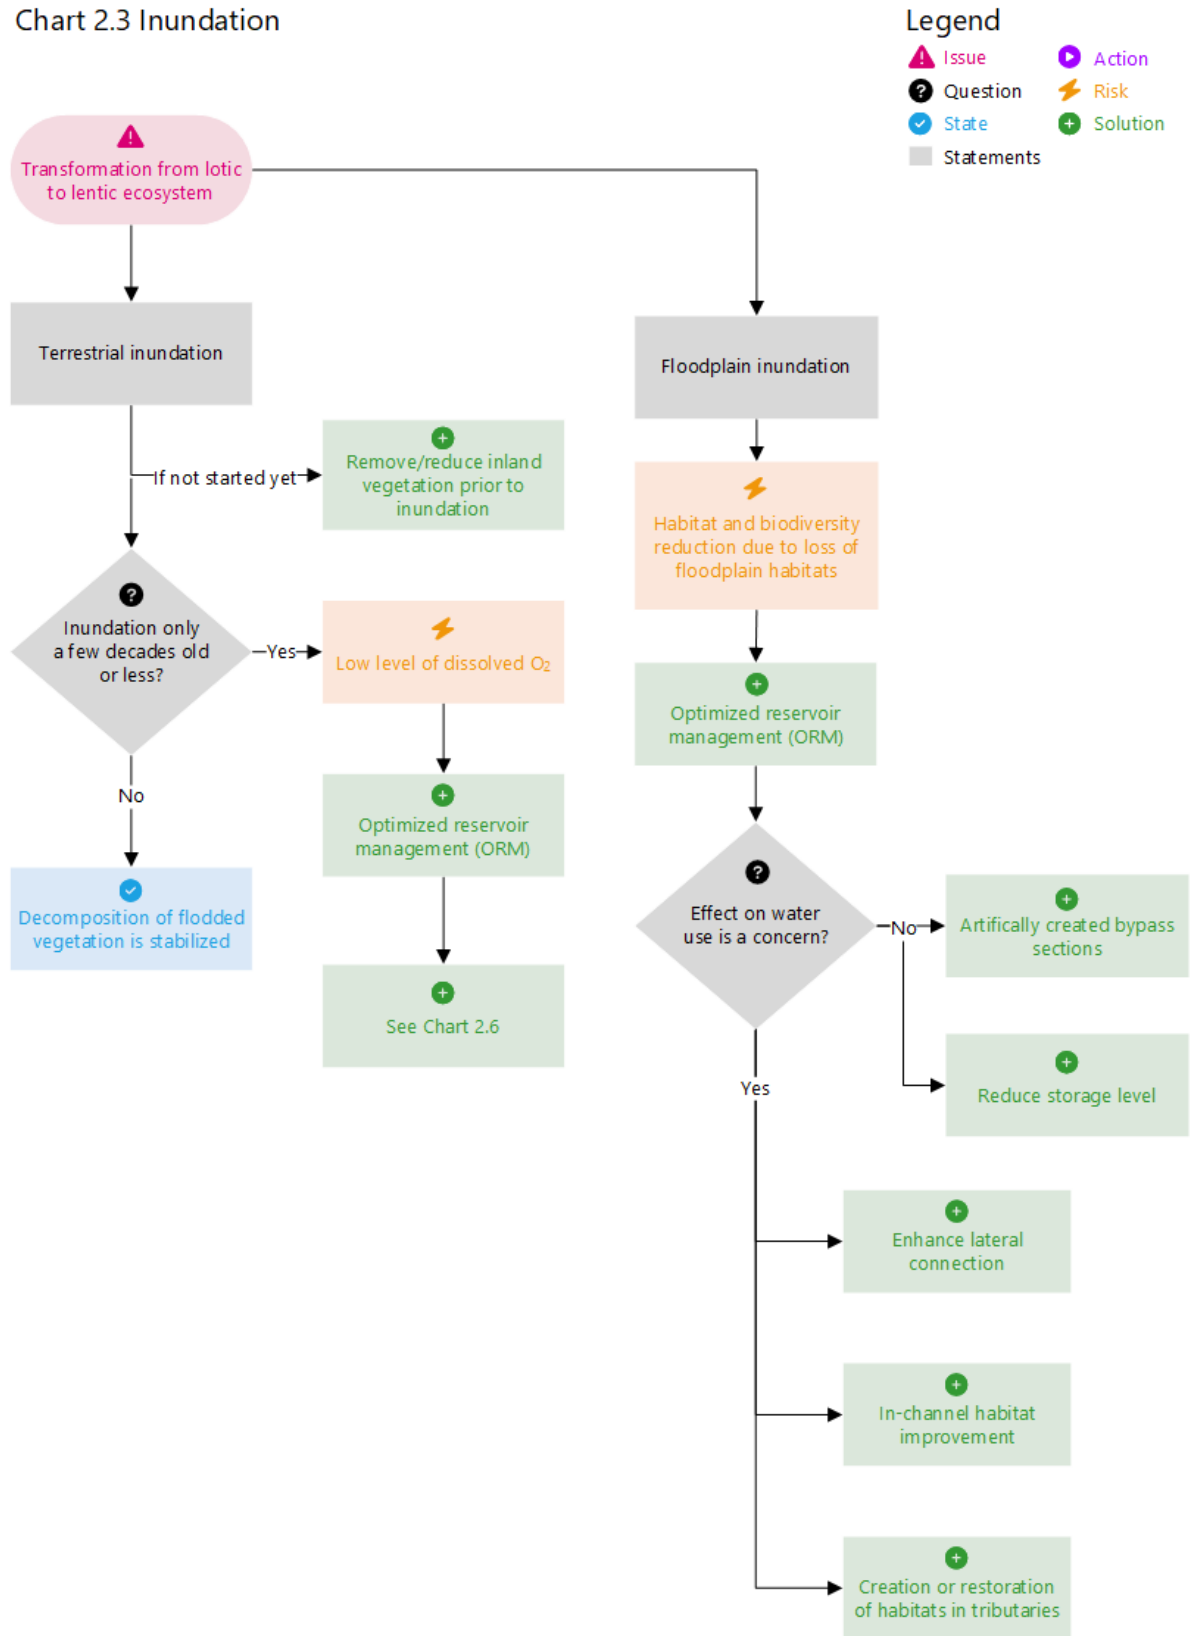 Chart 2.3 Inundation
Legend
Issue
Action
Question
Risk
State
Solution
Statements
Transformation from lotic
to lentic ecosystem
Terrestrial inundation
If not started yet
Remove/reduce inland
vegetation prior to
inundation
Inundation only
a few decades old
or less?
Yes
Low level of dissolved O₂
No
Decomposition of flodded
vegetation is stabilized
Optimized reservoir
management (ORM)
See Chart 2.6
Floodplain inundation
Habitat and biodiversity
reduction due to loss of
floodplain habitats
Optimized reservoir
management (ORM)
Effect on water
use is a concern?
No
Artifically created bypass
sections
Reduce storage level
Yes
Enhance lateral
connection
In-channel habitat
improvement
Creation or restoration
of habitats in tributaries